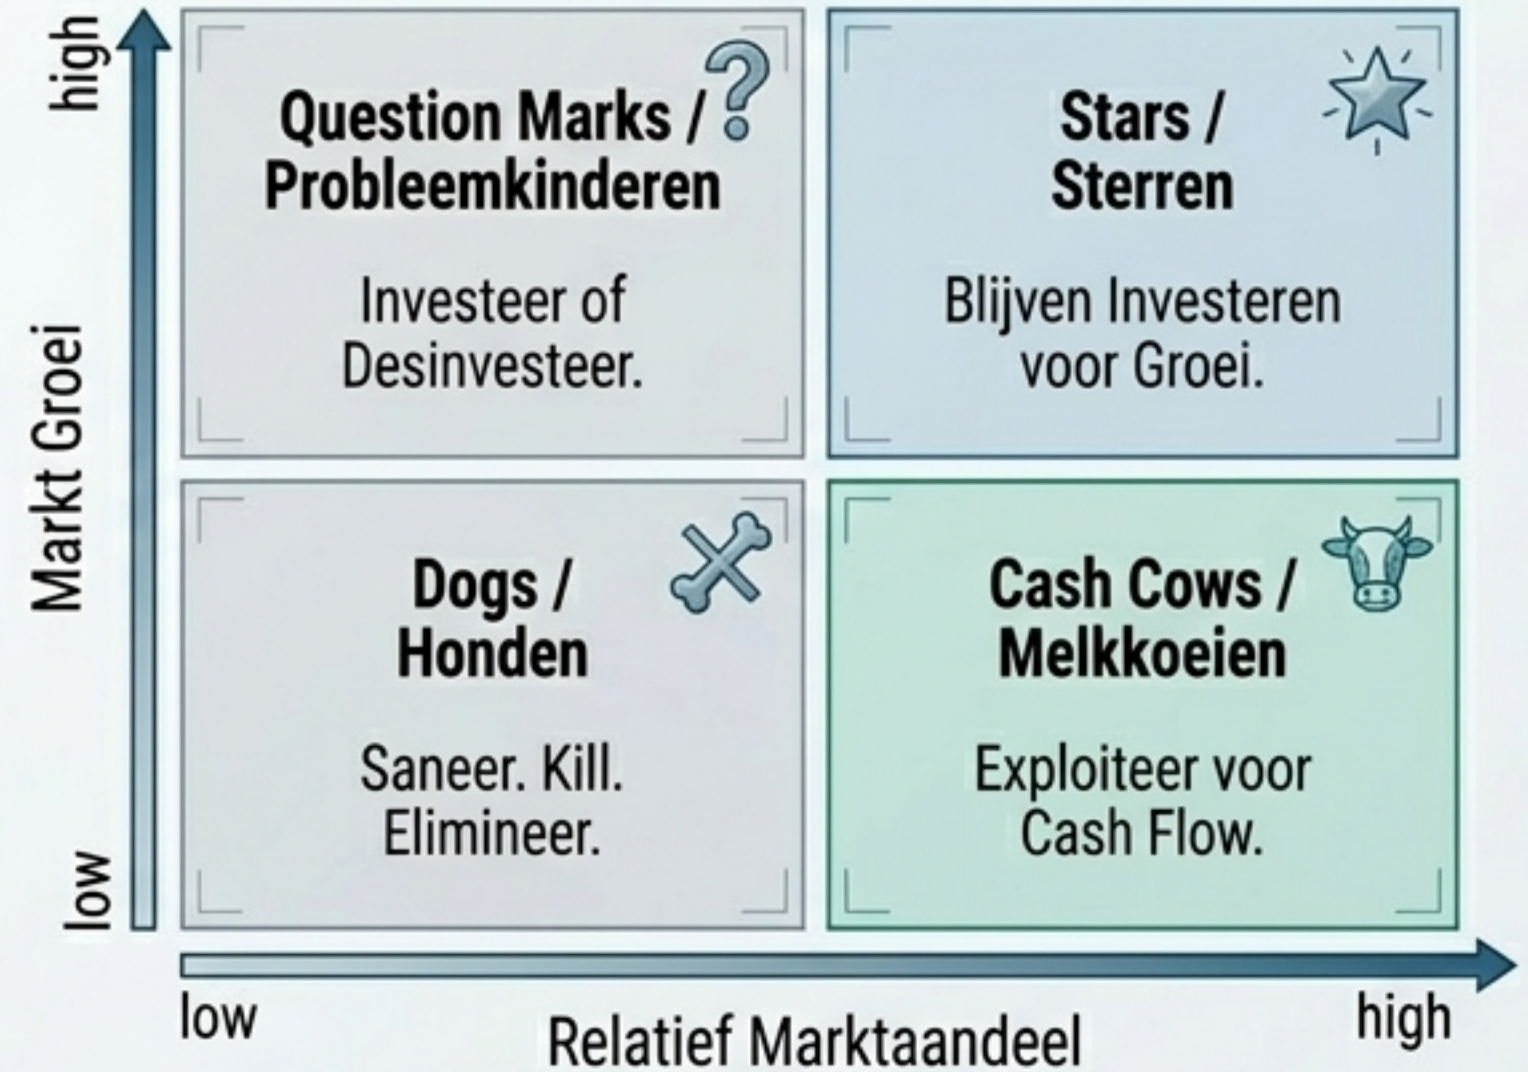 high
Markt Groei
low
Question Marks /
Probleemkinderen
Investeer of
Desinvesteer.
Stars /
Sterren
Blijven Investeren
voor Groei.
Dogs /
Honden
Saneer. Kill.
Elimineer.
Cash Cows /
Melkkoeien
Exploiteer voor
Cash Flow.
low
Relatief Marktaandeel
high